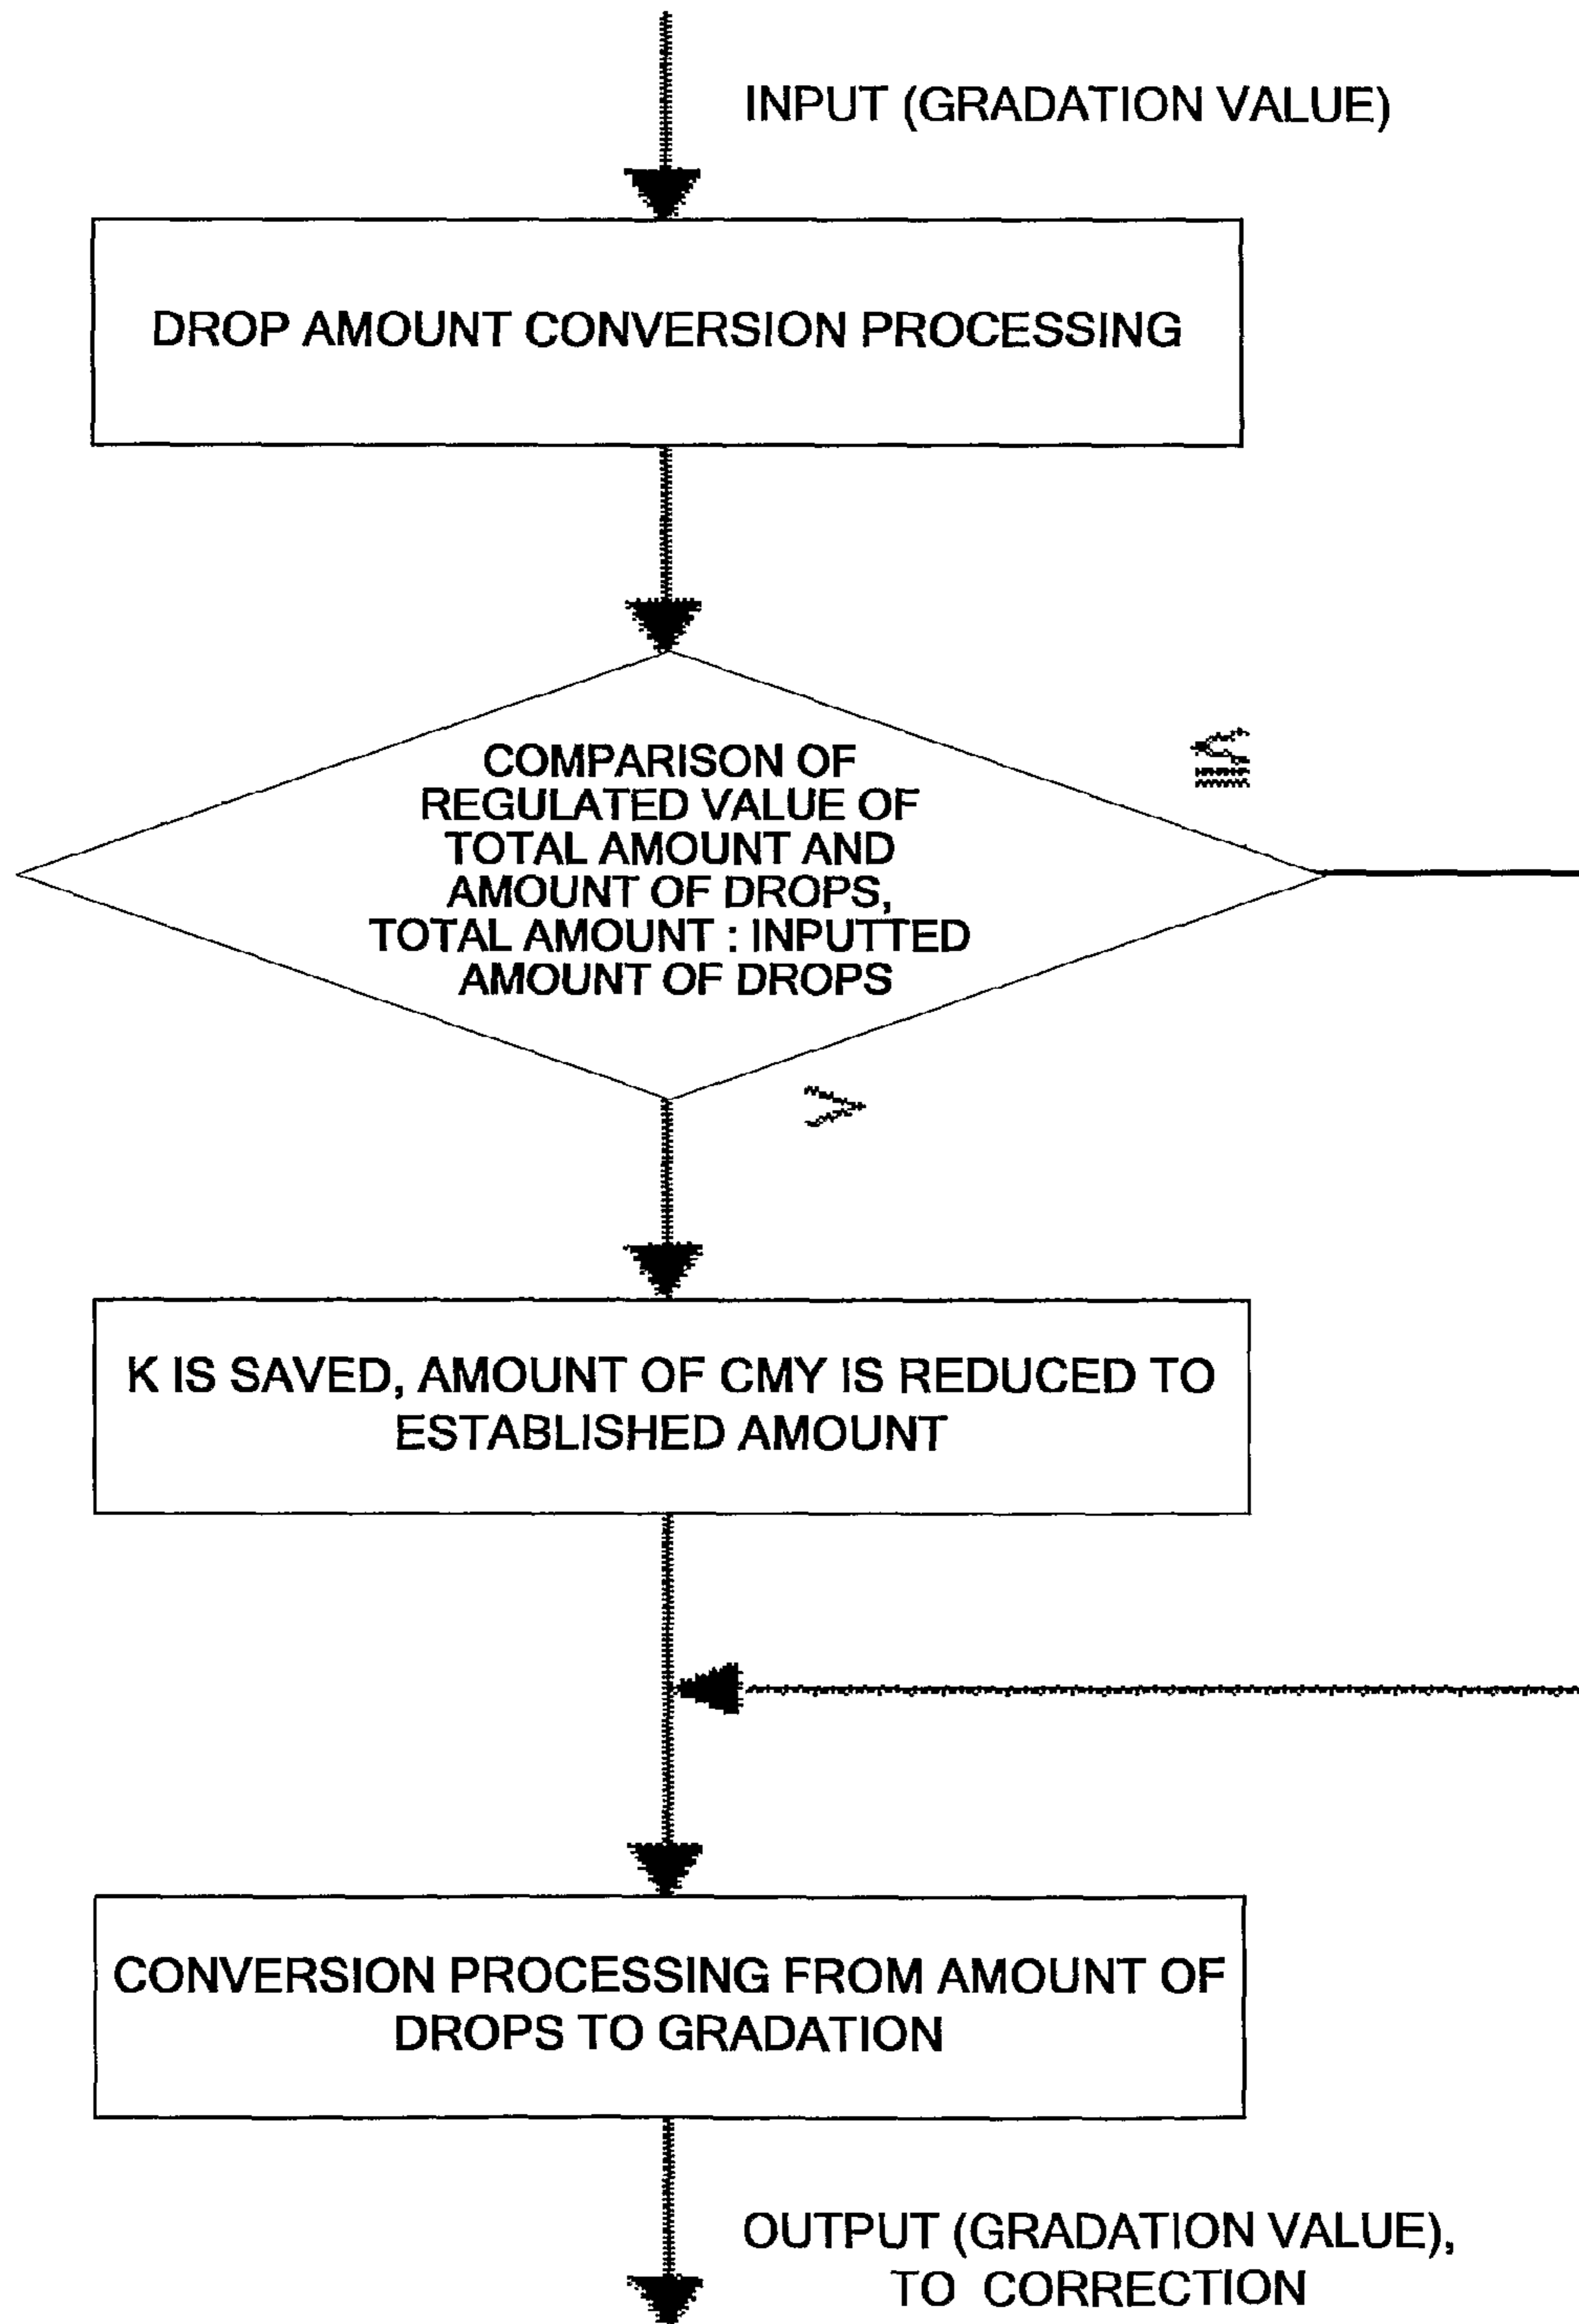 INPUT (GRADATION VALUE)
DROP AMOUNT CONVERSION PROCESSING
COMPARISON OF
REGULATED VALUE OF
TOTAL AMOUNT AND
AMOUNT OF DROPS,
TOTAL AMOUNT : INPUTTED
AMOUNT OF DROPS
≦
>
K IS SAVED, AMOUNT OF CMY IS REDUCED TO
ESTABLISHED AMOUNT
CONVERSION PROCESSING FROM AMOUNT OF
DROPS TO GRADATION
OUTPUT (GRADATION VALUE),
TO CORRECTION